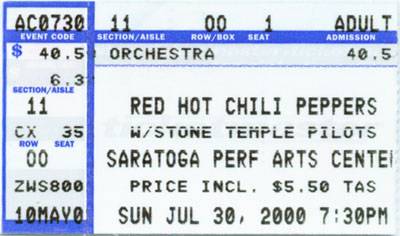 AC0730 11 00 1 ADULT
EVENT CODE SECTION/AISLE ROW/BOX SEAT ADMISSION
$ 40.50 ORCHESTRA 40.5
6.3
SECTION/AISLE
11 RED HOT CHILI PEPPERS
CX 35 W/STONE TEMPLE PILOTS
ROW SEAT
00 SARATOGA PERF ARTS CENTER
ZWS800 PRICE INCL. $5.50 TAS
10MAY0 SUN JUL 30, 2000 7:30PM